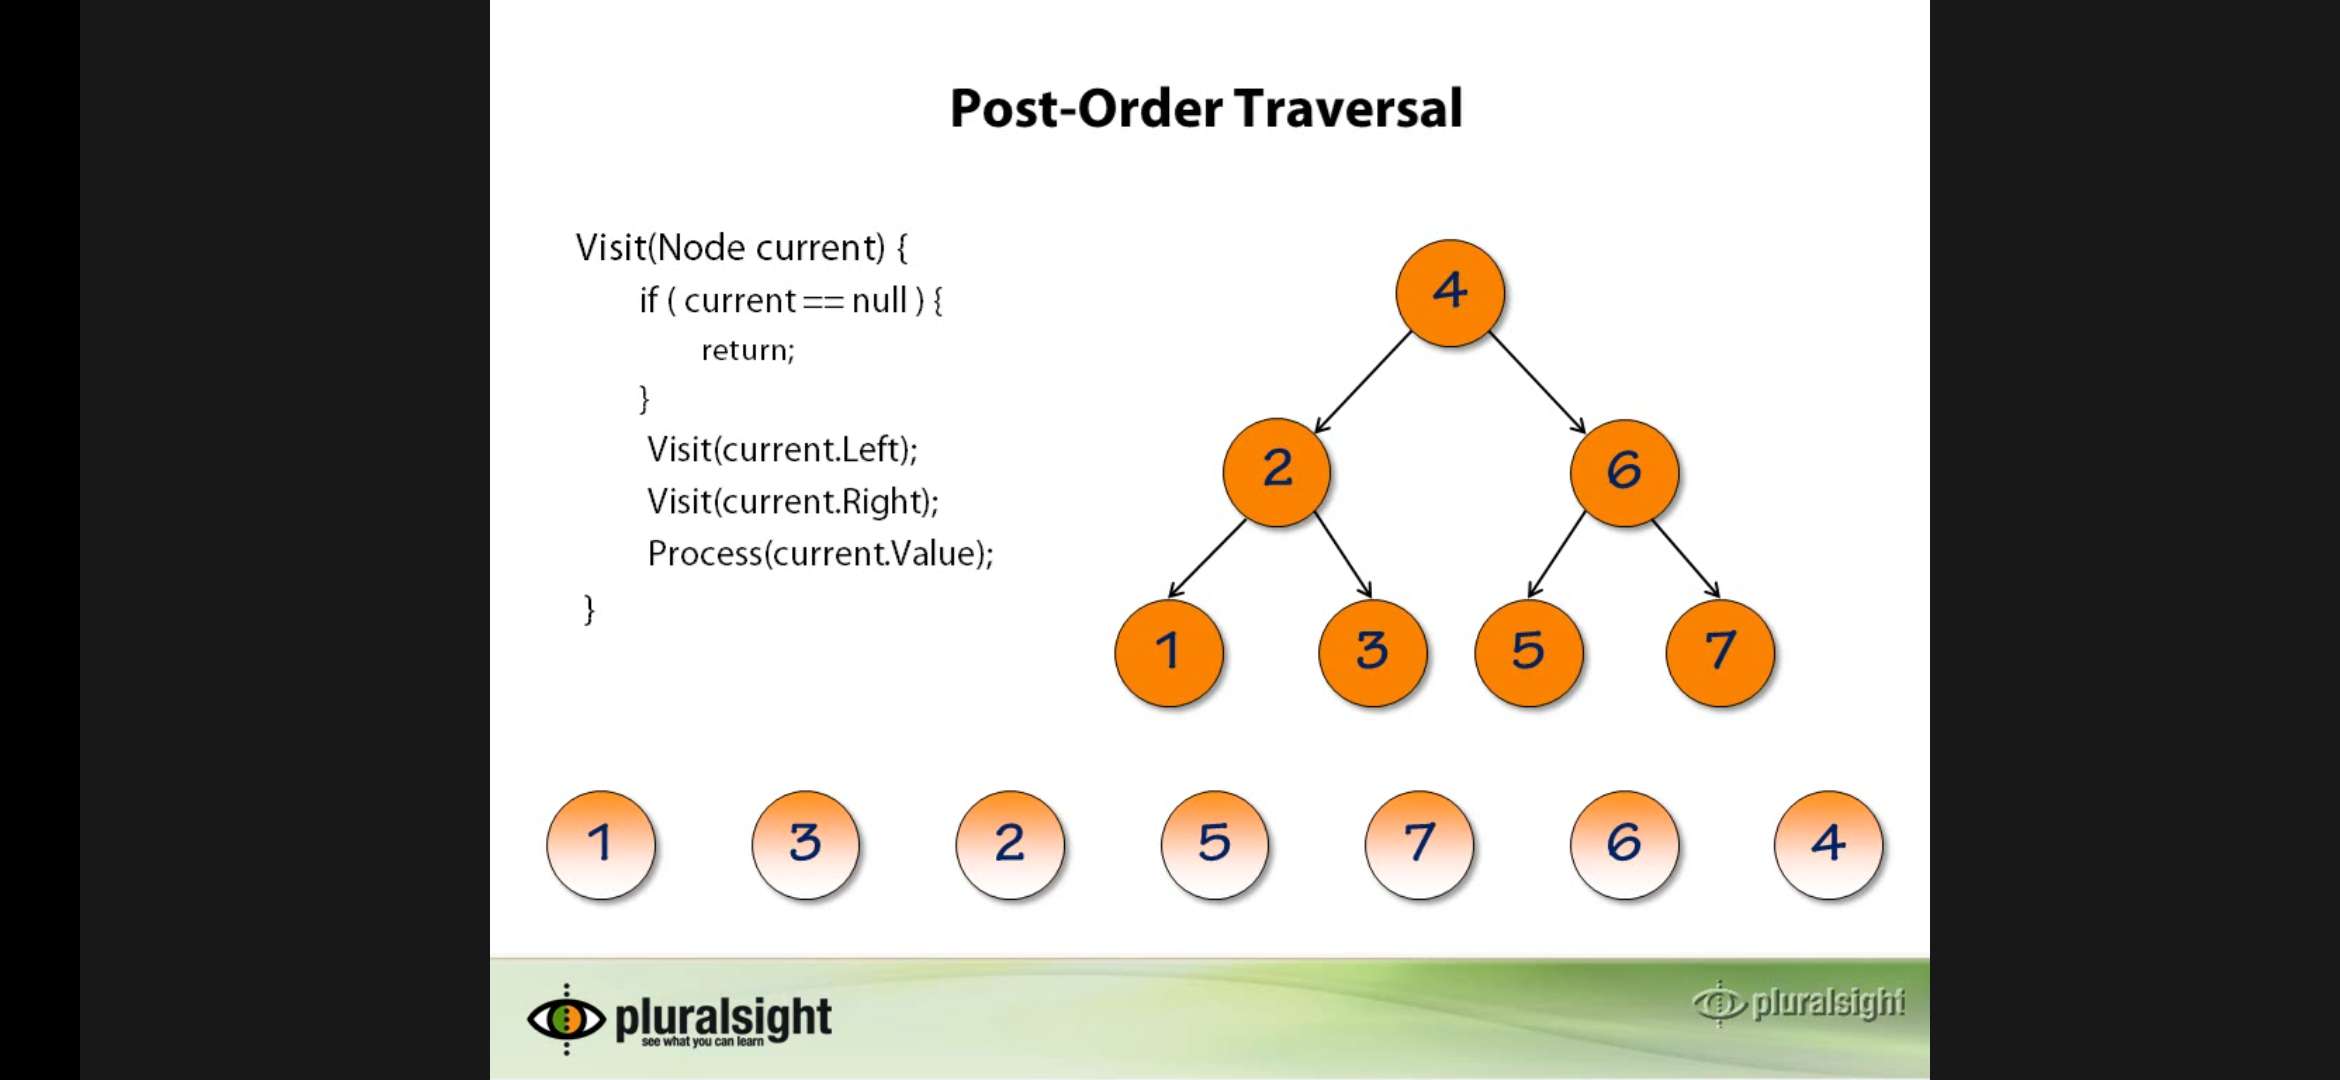 Post-Order Traversal
Visit(Node current) {
if ( current == null ) {
return;
}
Visit(current.Left);
Visit(current.Right);
Process(current.Value);
}
4
2 6
1 3 5 7
1 3 2 5 7 6 4
pluralsight
see what you can learn
pluralsight